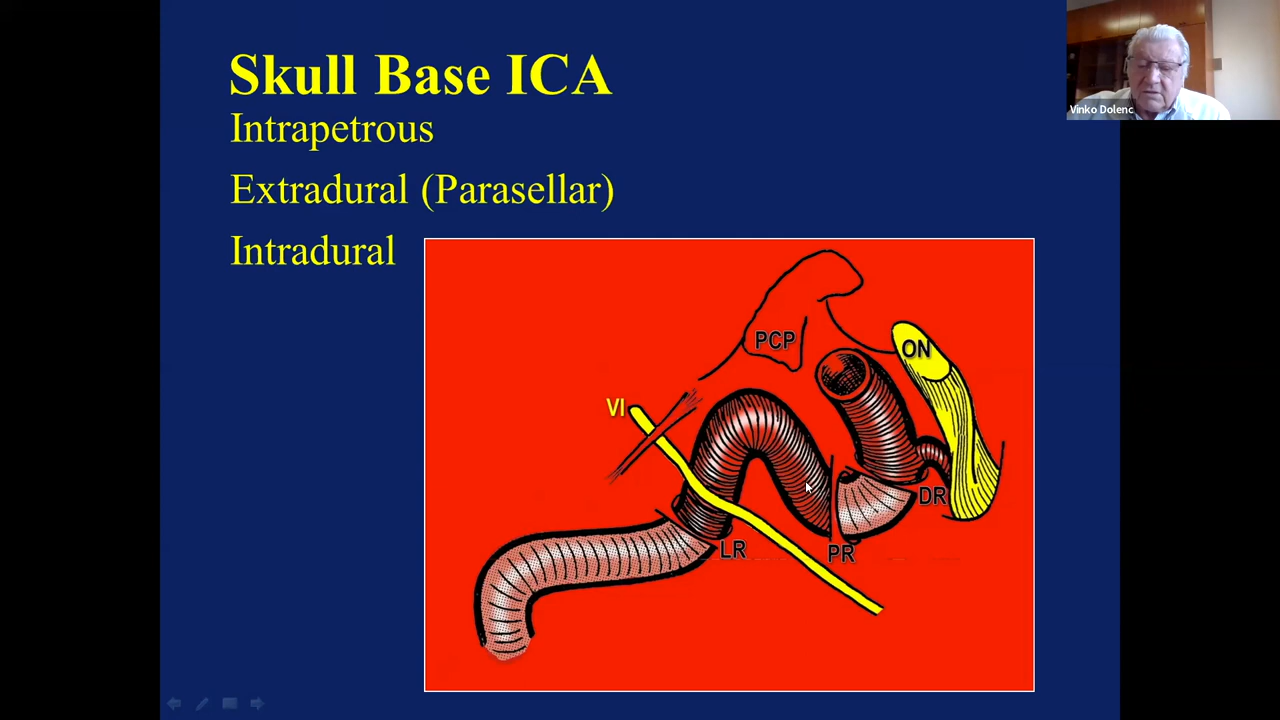 Skull Base ICA
Intrapetrous
Extradural (Parasellar)
Intradural
Vinko Dolenc
PCP
ON
VI
DR
LR
PR